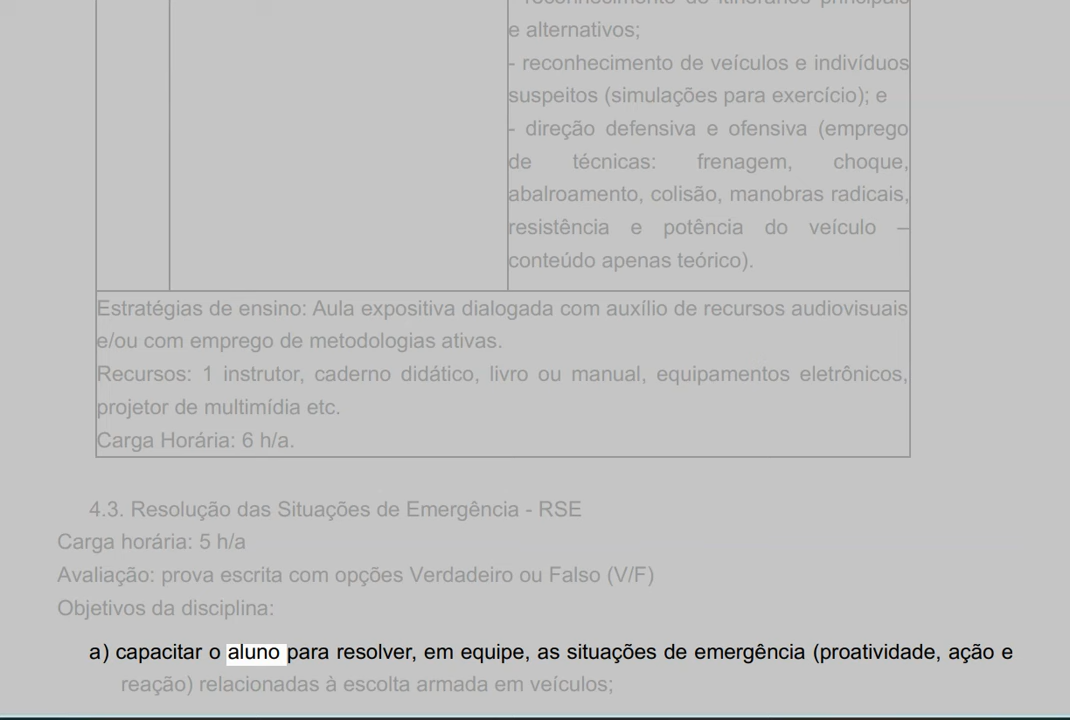 - reconhecimento de itinerários principais
e alternativos;
- reconhecimento de veículos e indivíduos
suspeitos (simulações para exercício); e
- direção defensiva e ofensiva (emprego
de técnicas: frenagem, choque,
abalroamento, colisão, manobras radicais,
resistência e potência do veículo –
conteúdo apenas teórico).
Estratégias de ensino: Aula expositiva dialogada com auxílio de recursos audiovisuais
e/ou com emprego de metodologias ativas.
Recursos: 1 instrutor, caderno didático, livro ou manual, equipamentos eletrônicos,
projetor de multimídia etc.
Carga Horária: 6 h/a.
4.3. Resolução das Situações de Emergência - RSE
Carga horária: 5 h/a
Avaliação: prova escrita com opções Verdadeiro ou Falso (V/F)
Objetivos da disciplina:
a) capacitar o aluno para resolver, em equipe, as situações de emergência (proatividade, ação e
reação) relacionadas à escolta armada em veículos;